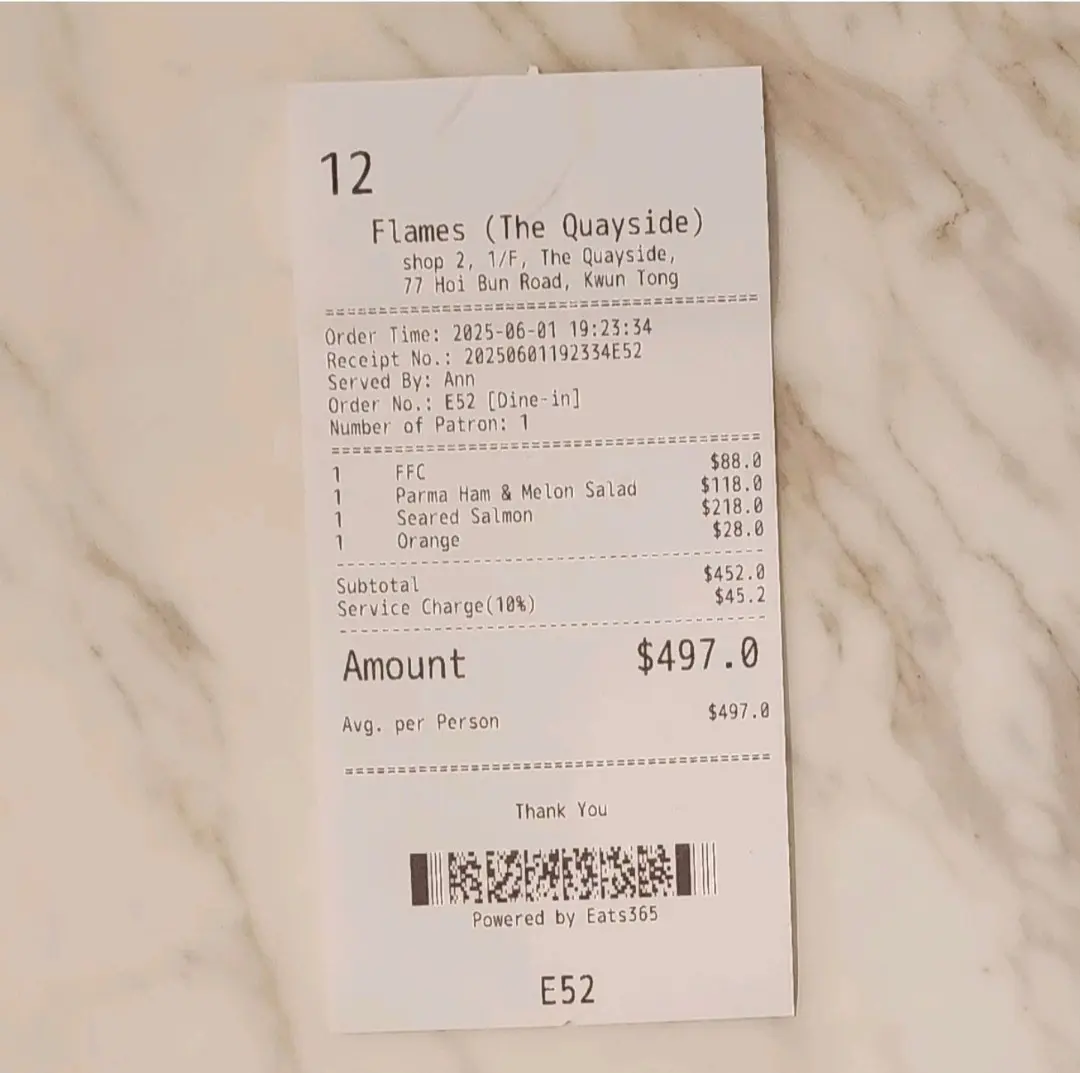 12
Flames (The Quayside)
shop 2, 1/F, The Quayside,
77 Hoi Bun Road, Kwun Tong
Order Time: 2025-06-01 19:23:34
Receipt No.: 20250601192334E52
Served By: Ann
Order No.: E52 [Dine-in]
Number of Patron: 1
1 FFC $88.0
1 Parma Ham & Melon Salad $118.0
1 Seared Salmon $218.0
1 Orange $28.0
Subtotal $452.0
Service Charge(10%) $45.2
Amount $497.0
Avg. per Person $497.0
Thank You
Powered by Eats365
E52